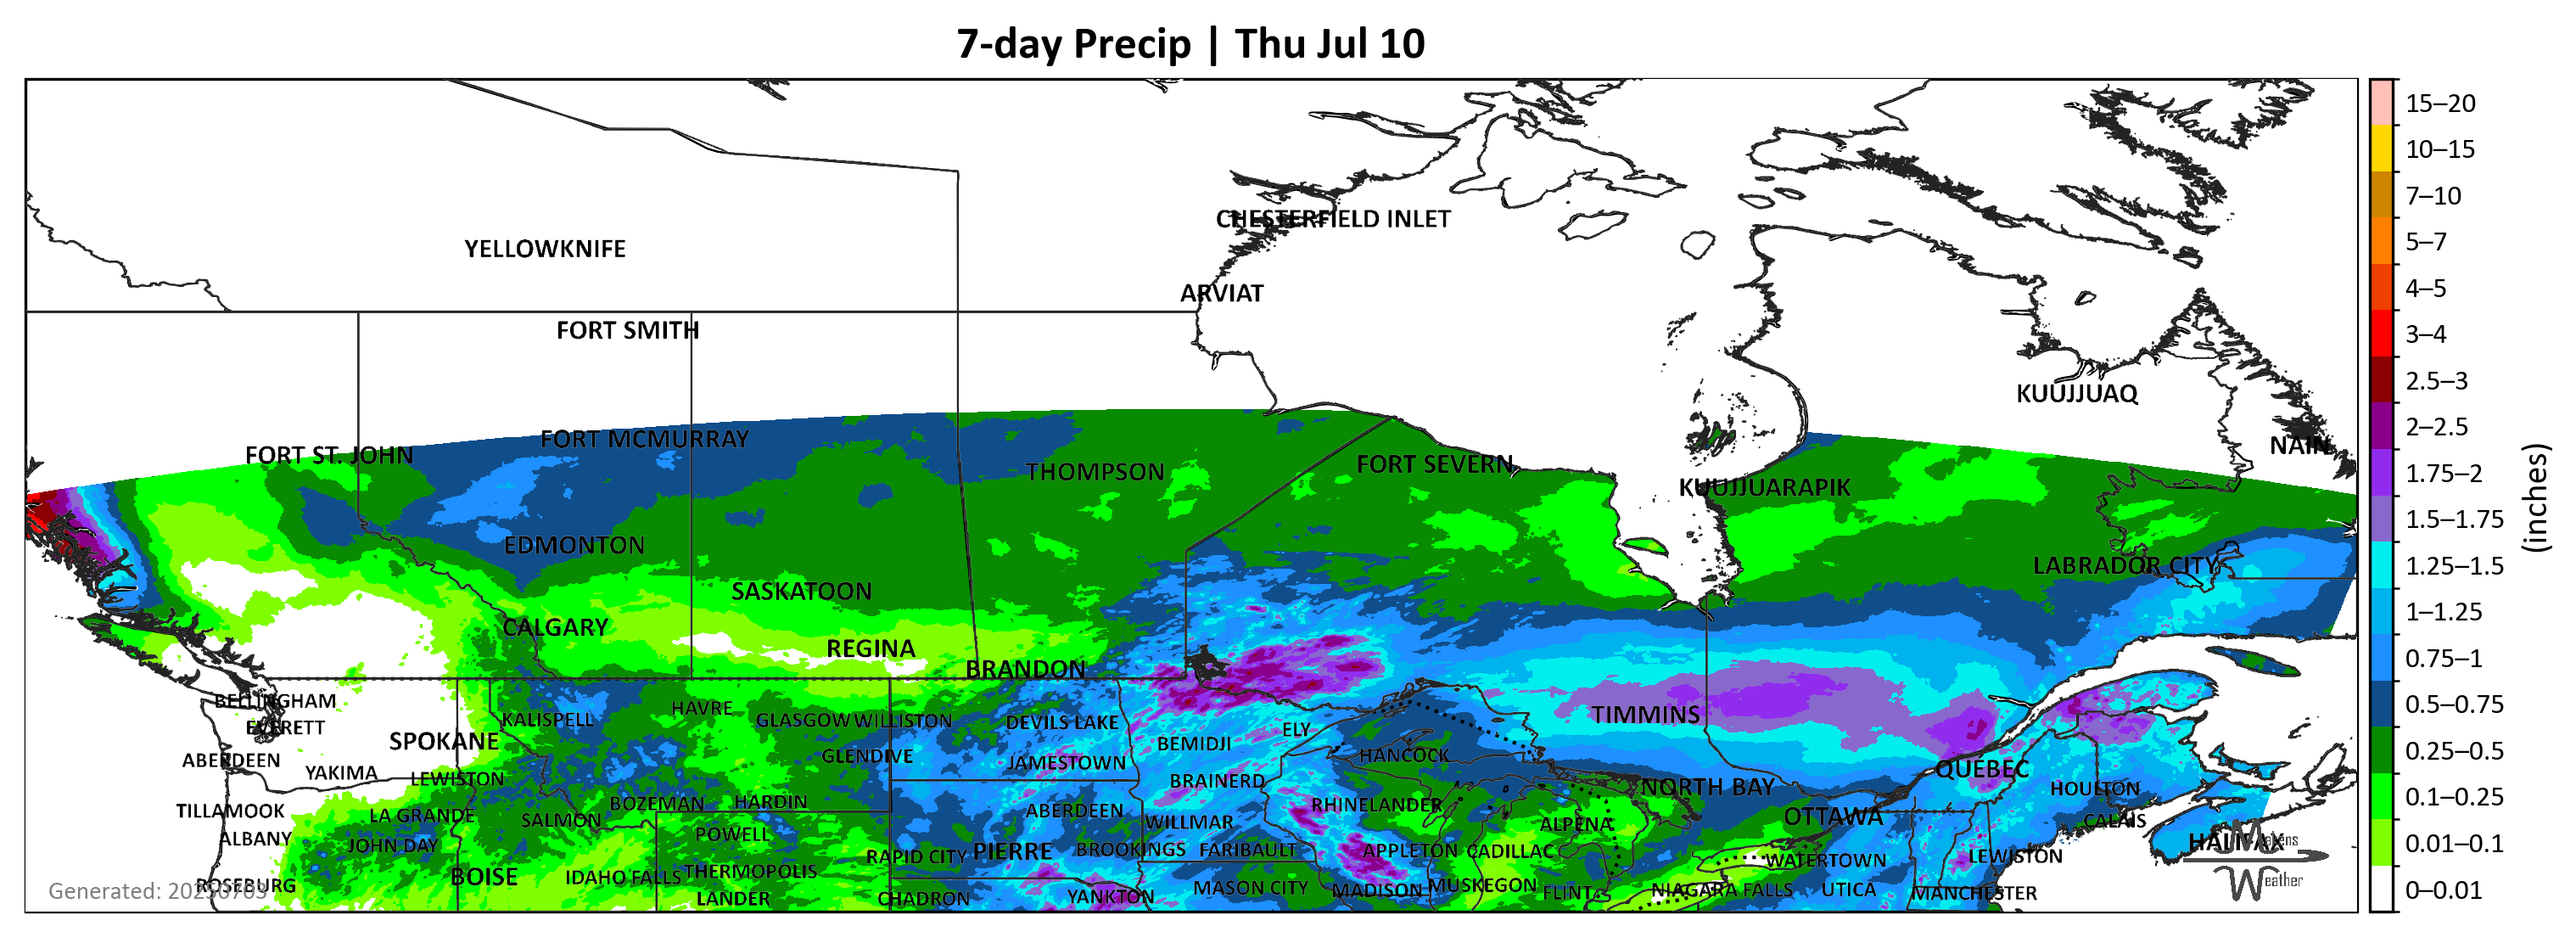 7-day Precip | Thu Jul 10
CHESTERFIELD INLET
YELLOWKNIFE
ARVIAT
FORT SMITH
KUUJJUAQ
FORT MCMURRAY
NAIN
FORT ST. JOHN
THOMPSON
FORT SEVERN
KUUJJUARAPIK
EDMONTON
LABRADOR CITY
SASKATOON
CALGARY
REGINA
BRANDON
BELLINGHAM
KALISPELL
HAVRE
GLASGOW
WILLISTON
DEVILS LAKE
TIMMINS
EVERETT
ELY
SPOKANE
BEMIDJI
ABERDEEN
GLENDIVE
JAMESTOWN
HANCOCK
QUÉBEC
YAKIMA
LEWISTON
BRAINERD
NORTH BAY
HOULTON
TILLAMOOK
BOZEMAN
HARDIN
RHINELANDER
LA GRANDE
SALMON
ABERDEEN
WILLMAR
ALPENA
OTTAWA
CALAIS
ALBANY
JOHN DAY
POWELL
HALIFAX
RAPID CITY
PIERRE
BROOKINGS
FARIBAULT
APPLETON
CADILLAC
WATERTOWN
LEWISTON
BOISE
IDAHO FALLS
THERMOPOLIS
ROSEBURG
LANDER
CHADRON
YANKTON
MASON CITY
MADISON
MUSKEGON
FLINT
NIAGARA FALLS
UTICA
MANCHESTER
Generated: 20250703
Weather
15–20
10–15
7–10
5–7
4–5
3–4
2.5–3
2–2.5
1.75–2
1.5–1.75
1.25–1.5
1–1.25
0.75–1
0.5–0.75
0.25–0.5
0.1–0.25
0.01–0.1
0–0.01
(inches)